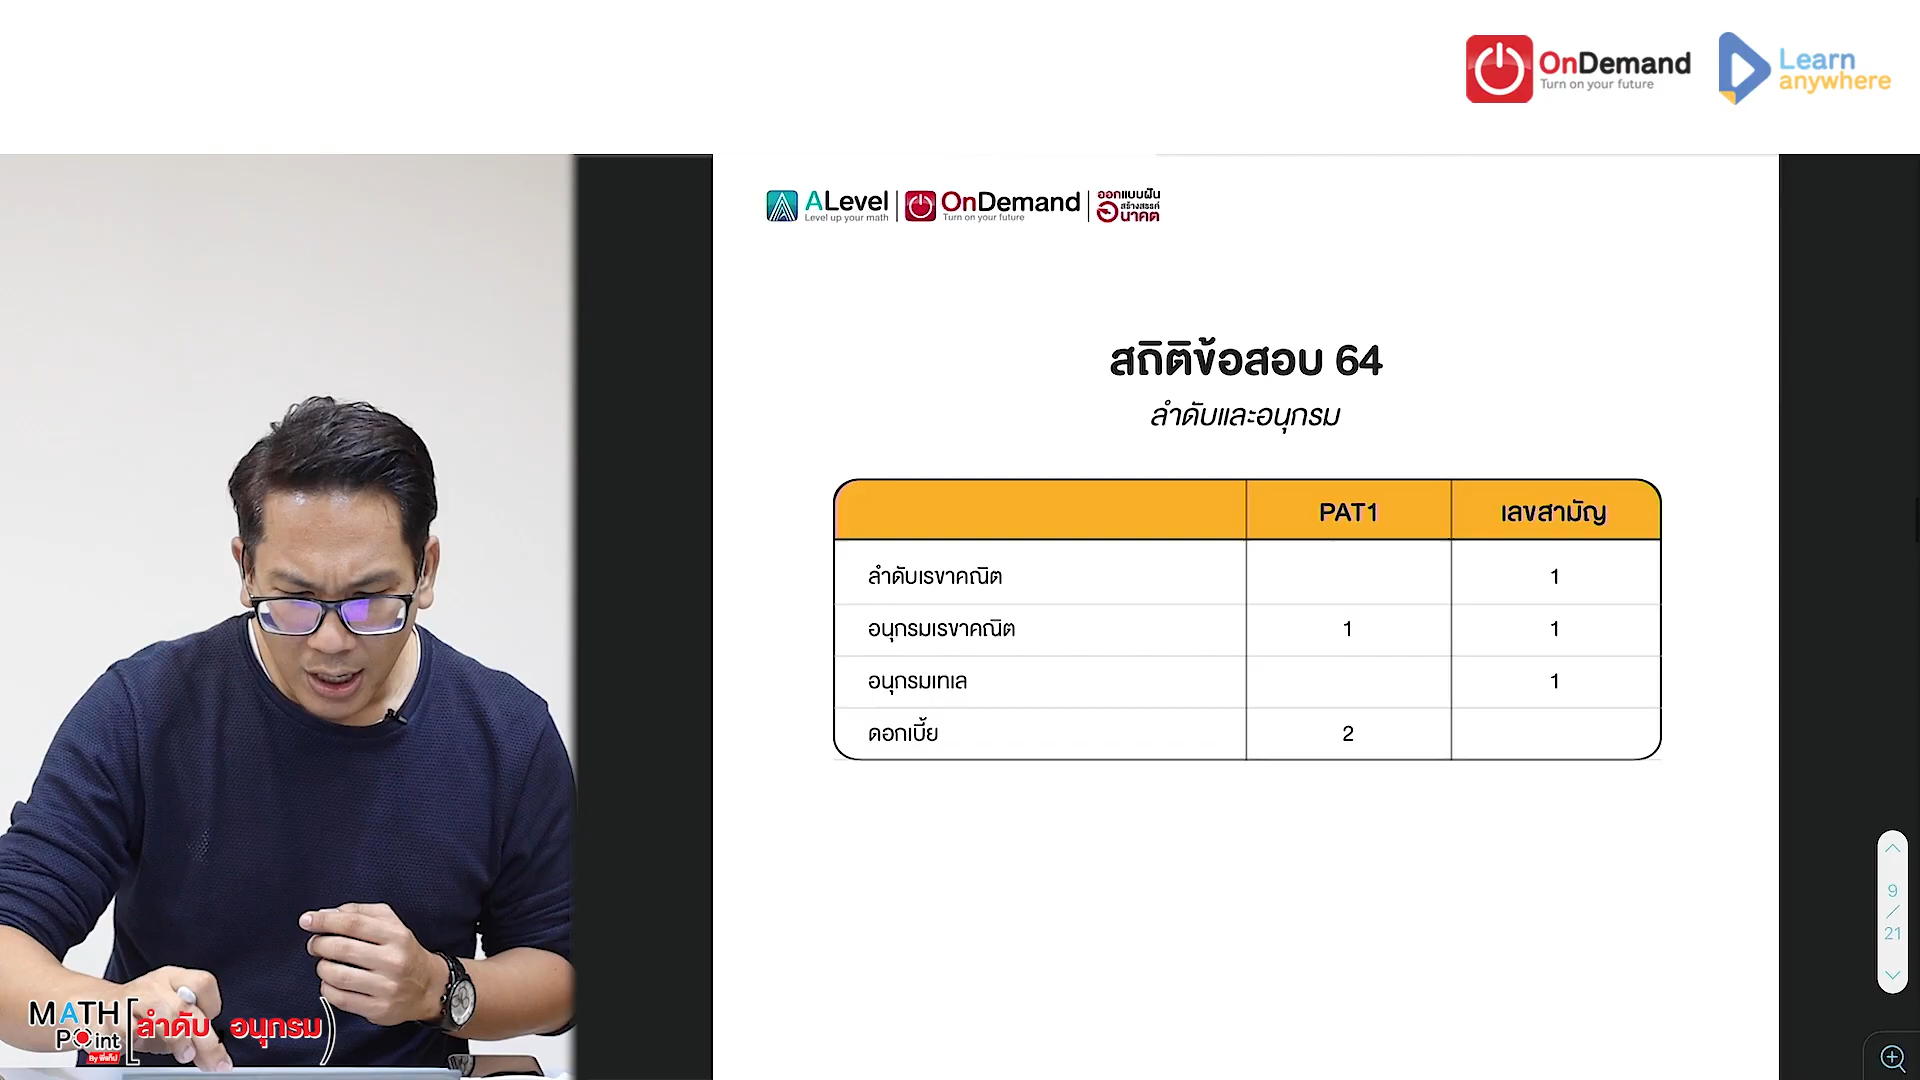 OnDemand
Turn on your future
Learn
anywhere
ALevel
Level up your math
OnDemand
Turn on your future
ออกแบบฝัน
สร้างสรรค์
อนาคต
สถิติข้อสอบ 64
ลำดับและอนุกรม
PAT1 เลขสามัญ
ลำดับเรขาคณิต 1
อนุกรมเรขาคณิต 1 1
อนุกรมเทเล 1
ดอกเบี้ย 2
9
/
21
MATH
Point
By พี่แท็ป
[ลำดับ อนุกรม)